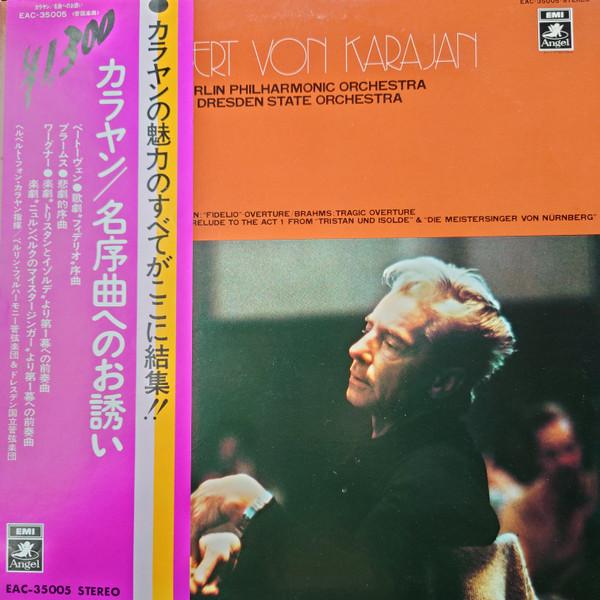 カラヤン/名曲へのお誘い
EAC-35005(管弦楽曲)
¥1,300
カラヤンの魅力のすべてがここに結集!!
カラヤン/名序曲へのお誘い
ベートーヴェン●歌劇“フィデリオ”序曲
ブラームス●悲劇的序曲
ワーグナー●楽劇“トリスタンとイゾルデ”より第1幕への前奏曲
楽劇“ニュルンベルクのマイスタージンガー”より第1幕への前奏曲
ヘルベルト・フォン・カラヤン指揮/ベルリン・フィルハーモニー管弦楽団&ドレスデン国立管弦楽団
EMI
Angel
EAC-35005 STEREO
EAC-35005 STEREO
EMI
Angel
ERT VON KARAJAN
RLIN PHILHARMONIC ORCHESTRA
DRESDEN STATE ORCHESTRA
N: "FIDELIO" OVERTURE/BRAHMS: TRAGIC OVERTURE
RELUDE TO THE ACT 1 FROM "TRISTAN UND ISOLDE" & "DIE MEISTERSINGER VON NÜRNBERG"